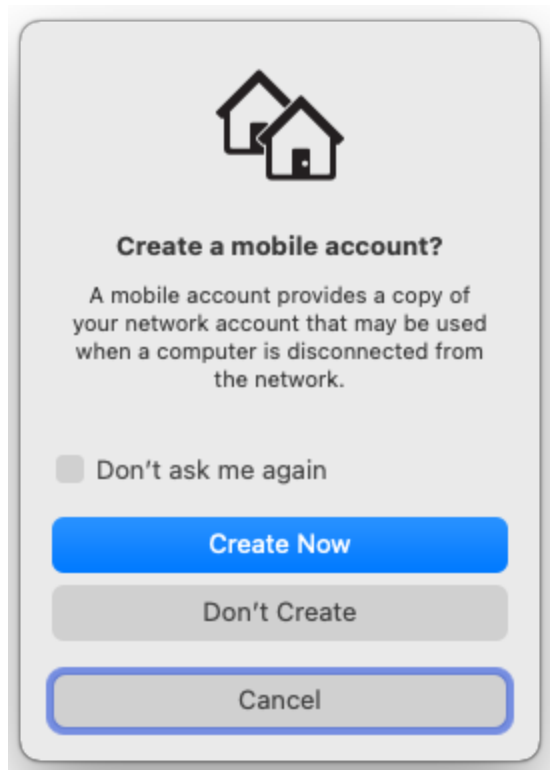 Create a mobile account?
A mobile account provides a copy of
your network account that may be used
when a computer is disconnected from
the network.
Don’t ask me again
Create Now
Don’t Create
Cancel